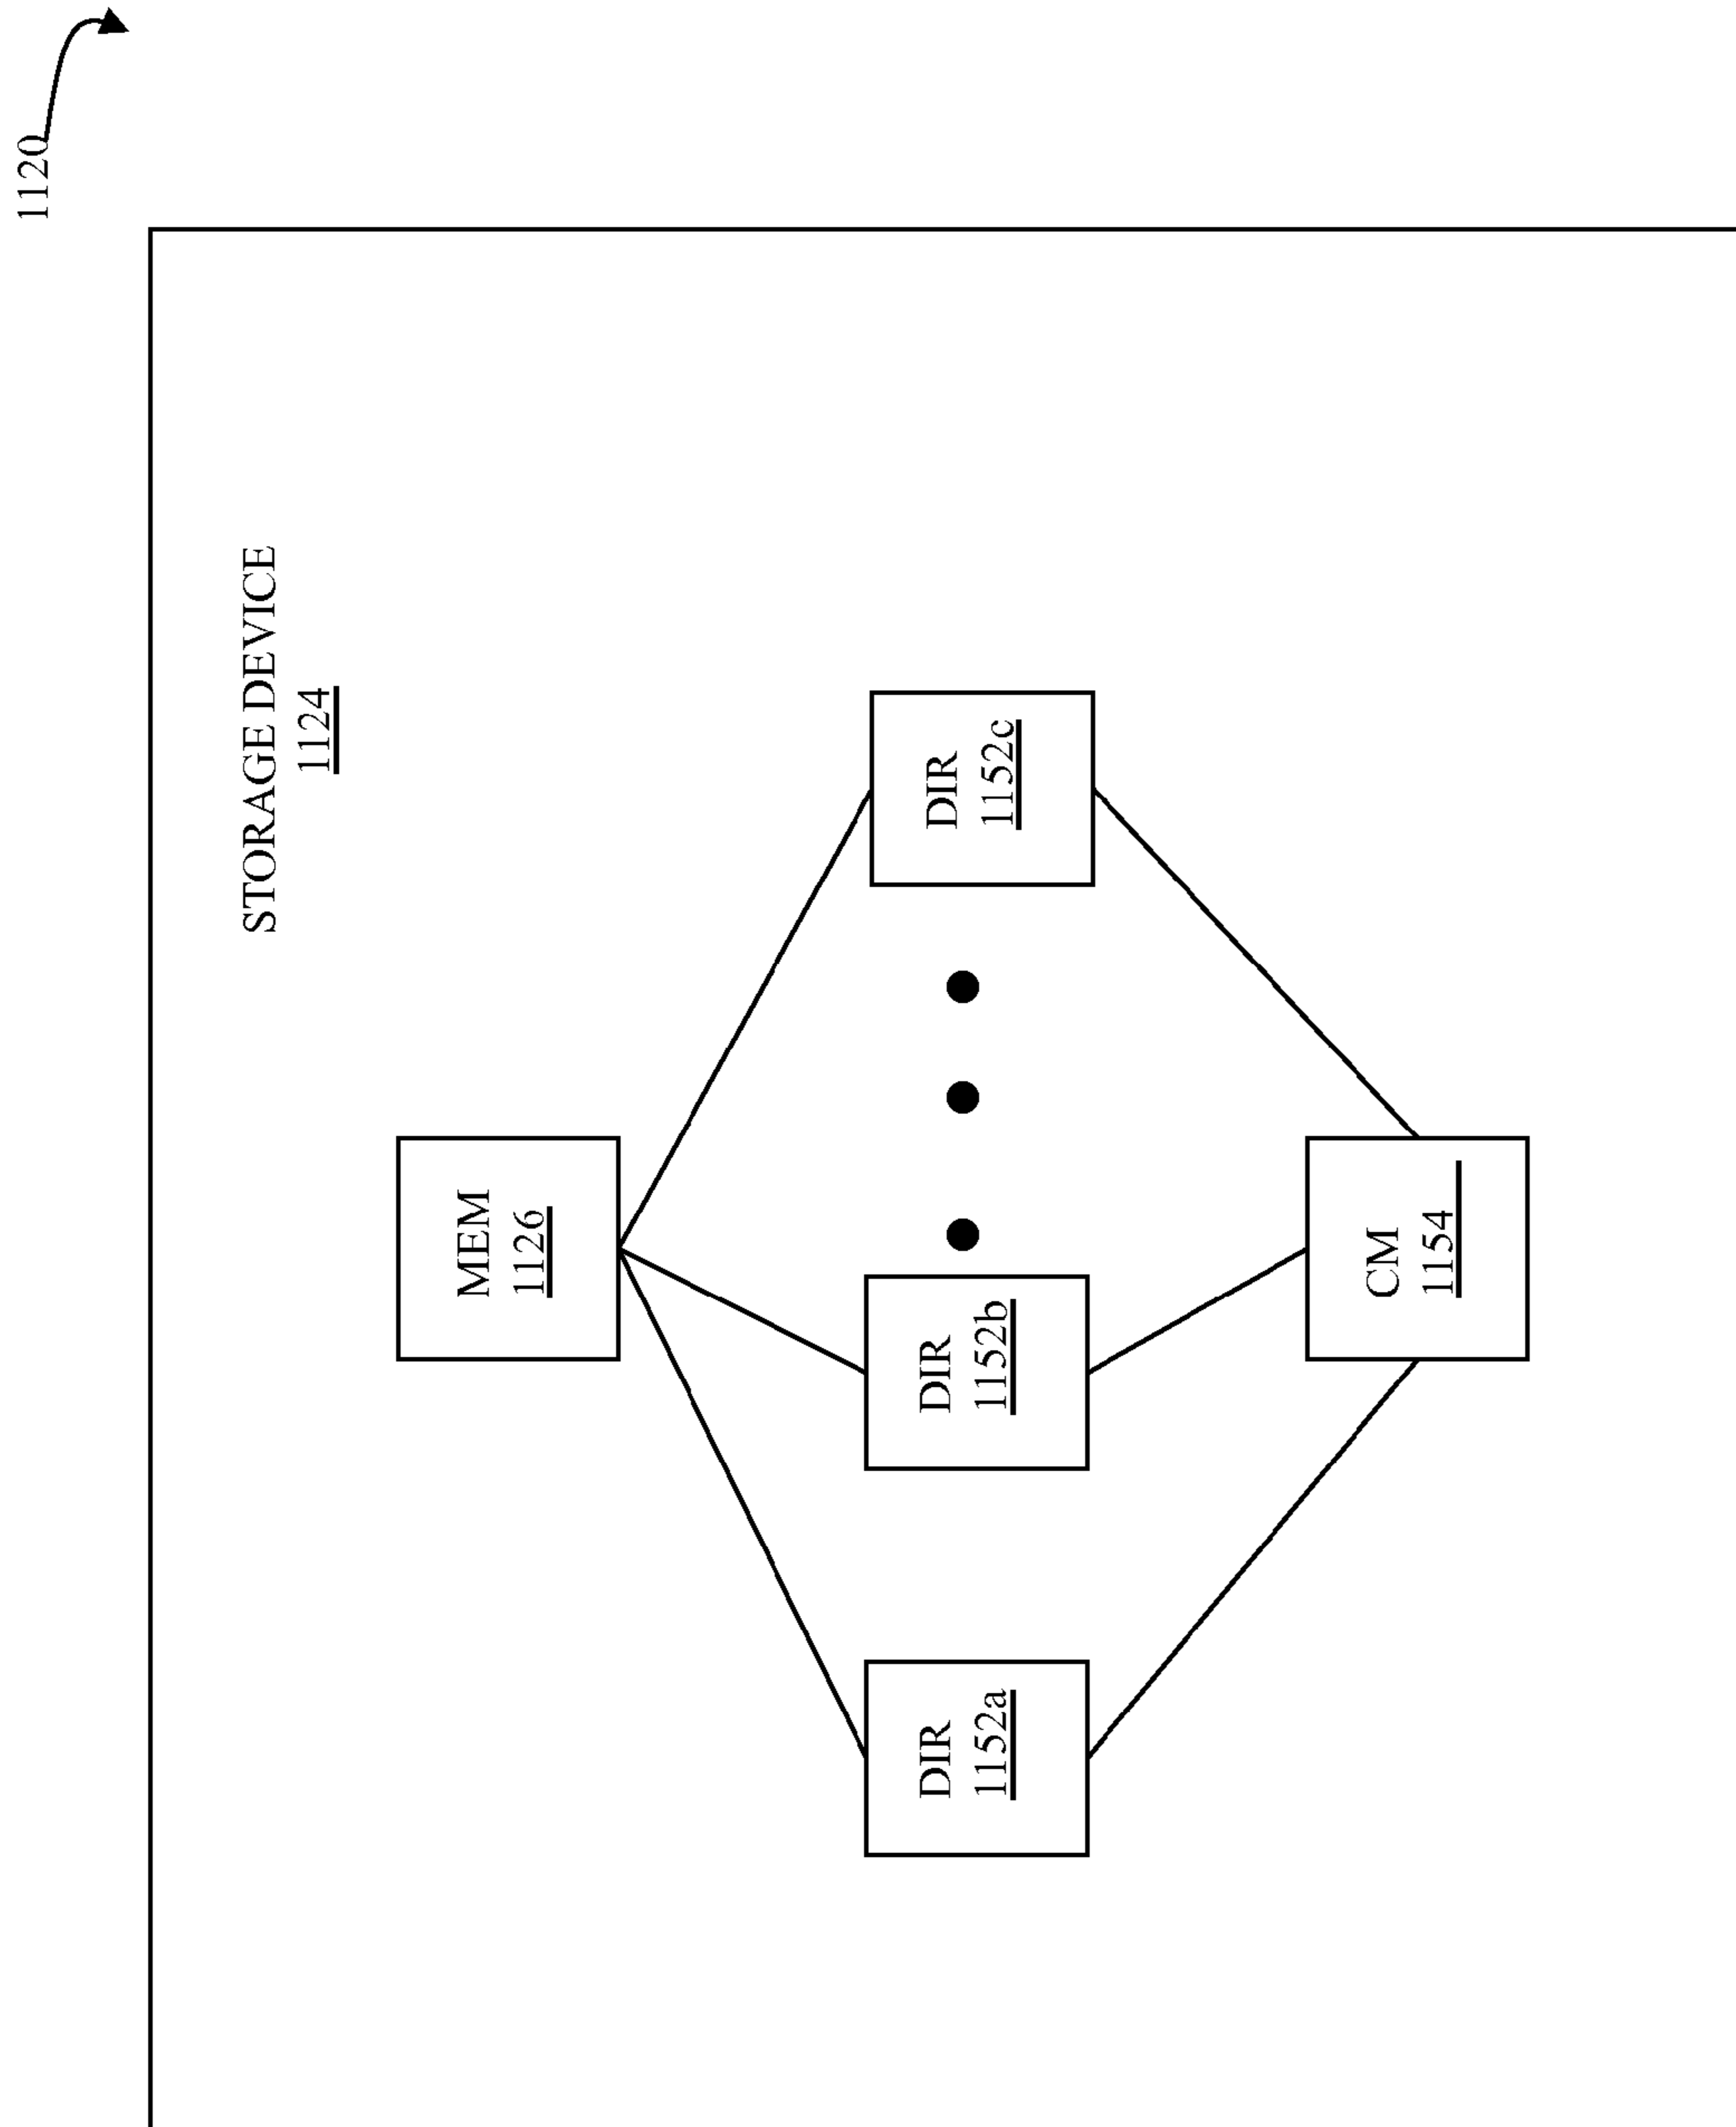 1120
STORAGE DEVICE
1124
MEM
1126
DIR
1152a
DIR
1152b
DIR
1152c
CM
1154